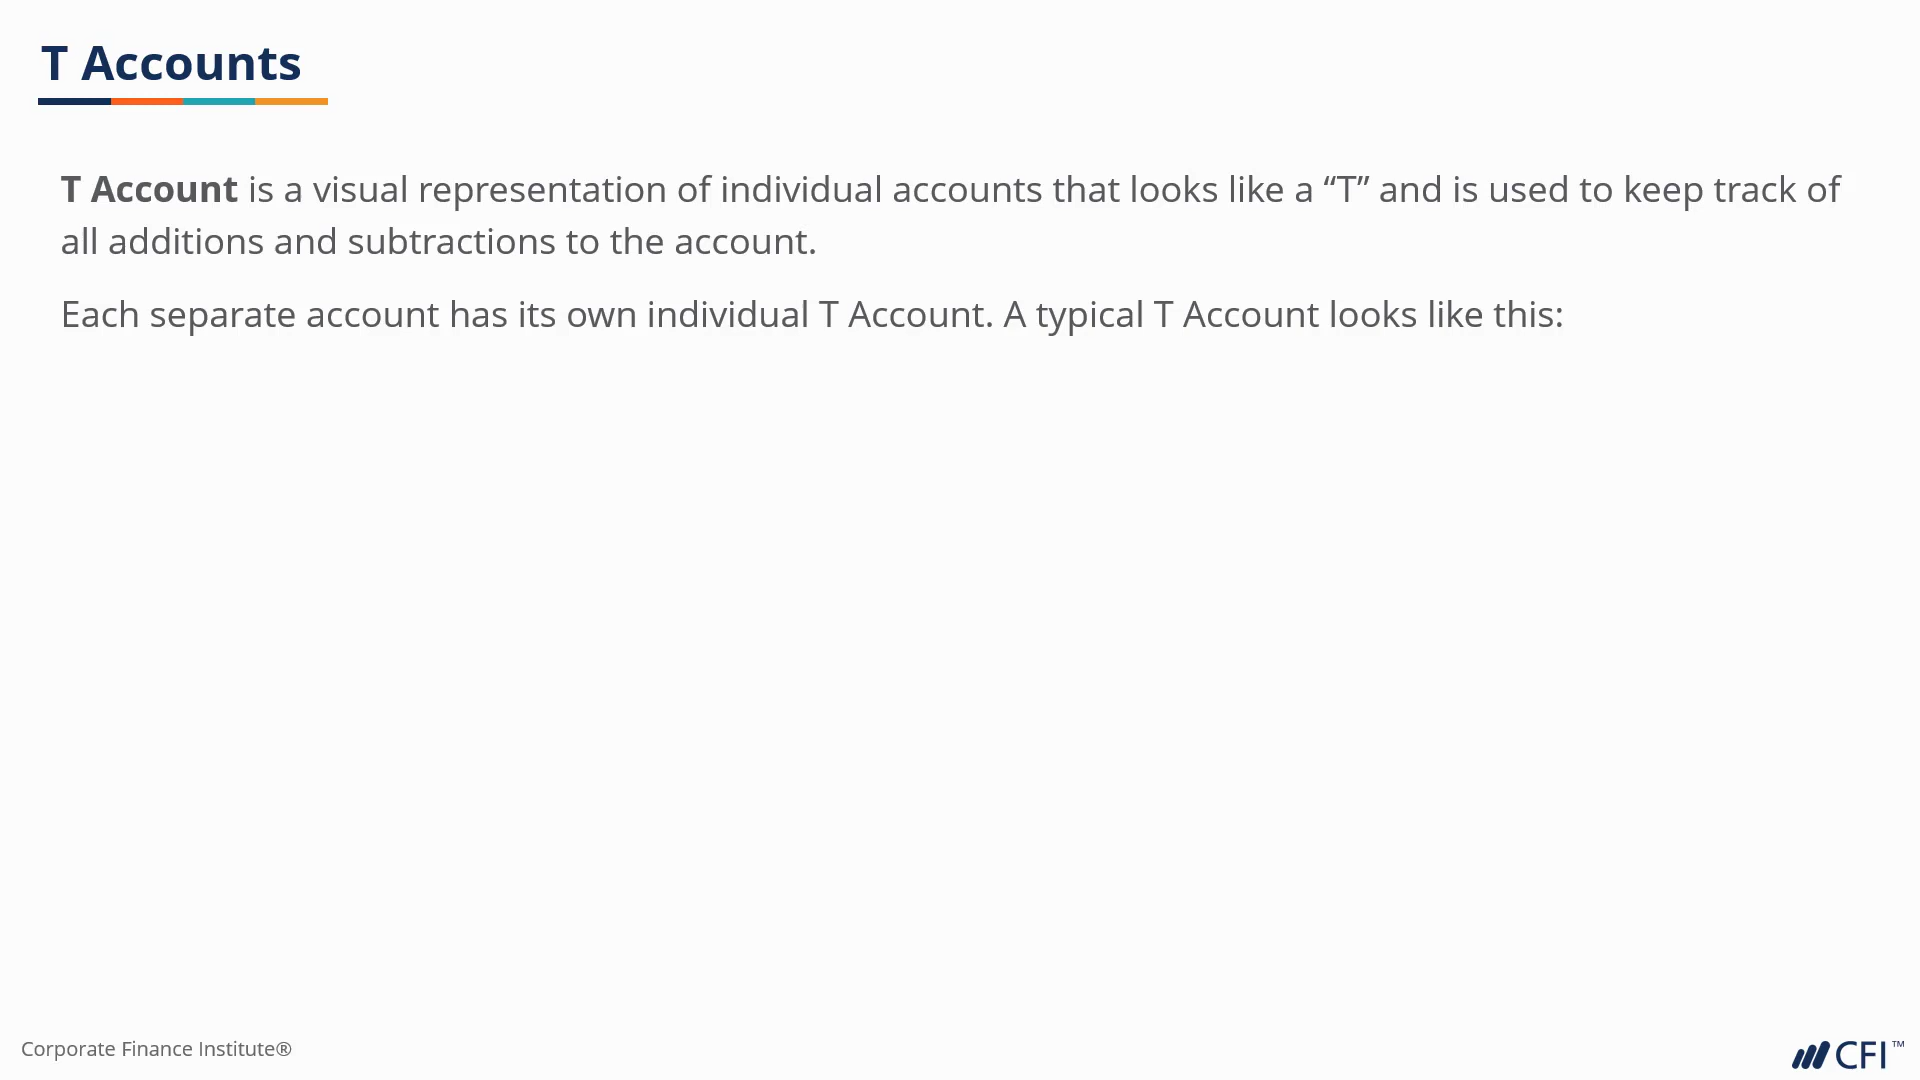 T Accounts
T Account is a visual representation of individual accounts that looks like a “T” and is used to keep track of
all additions and subtractions to the account.
Each separate account has its own individual T Account. A typical T Account looks like this:
Corporate Finance Institute®
CFI™